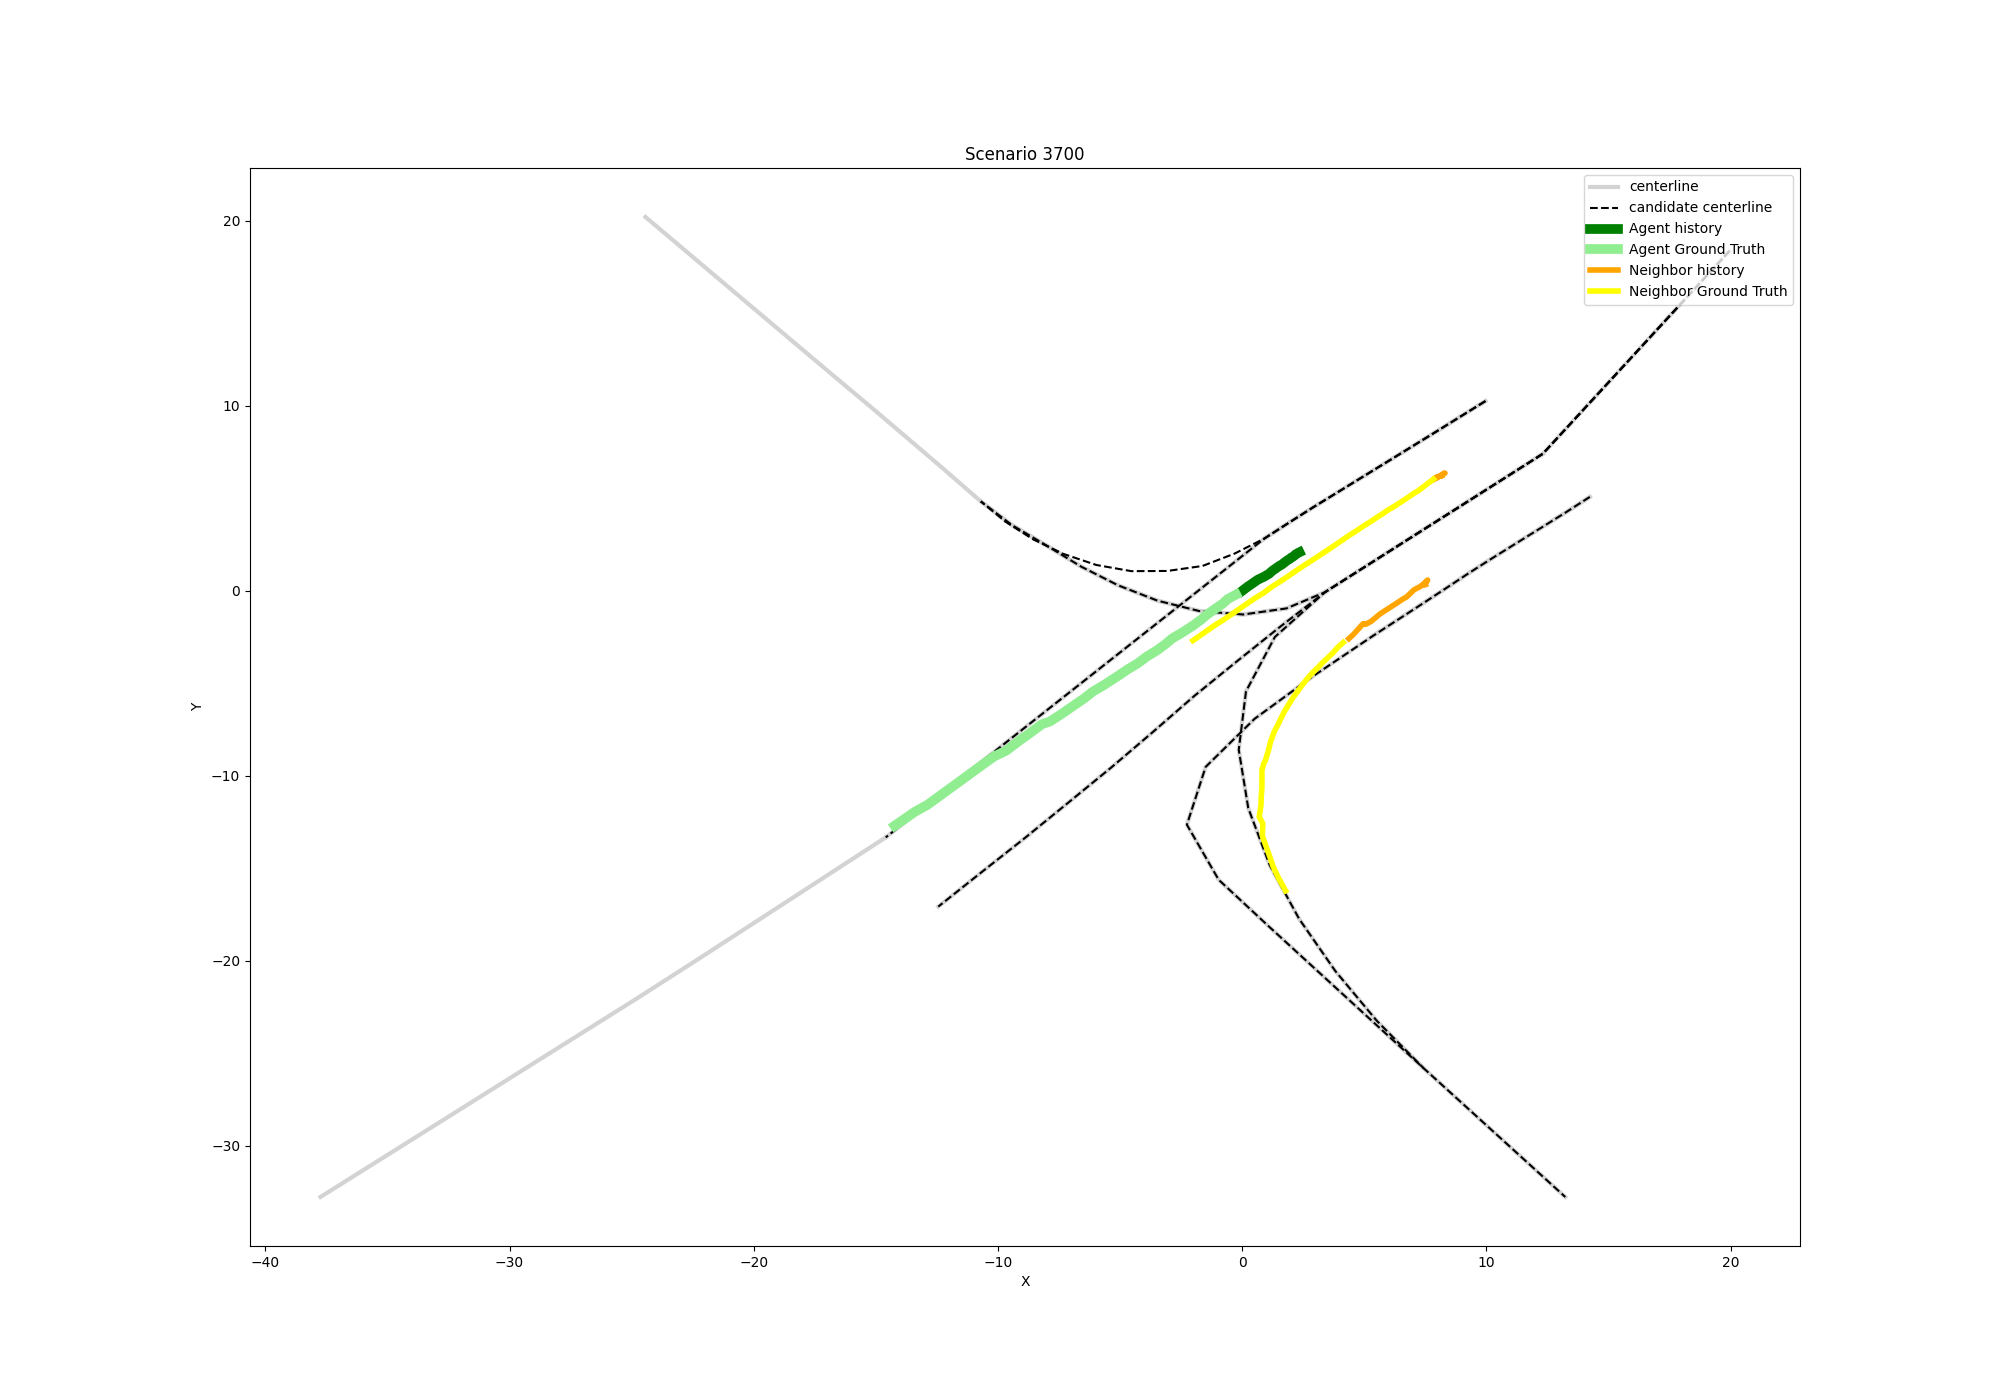 Scenario 3700
centerline
candidate centerline
Agent history
Agent Ground Truth
Neighbor history
Neighbor Ground Truth
20
10
0
−10
−20
−30
Y
−40 −30 −20 −10 0 10 20
X